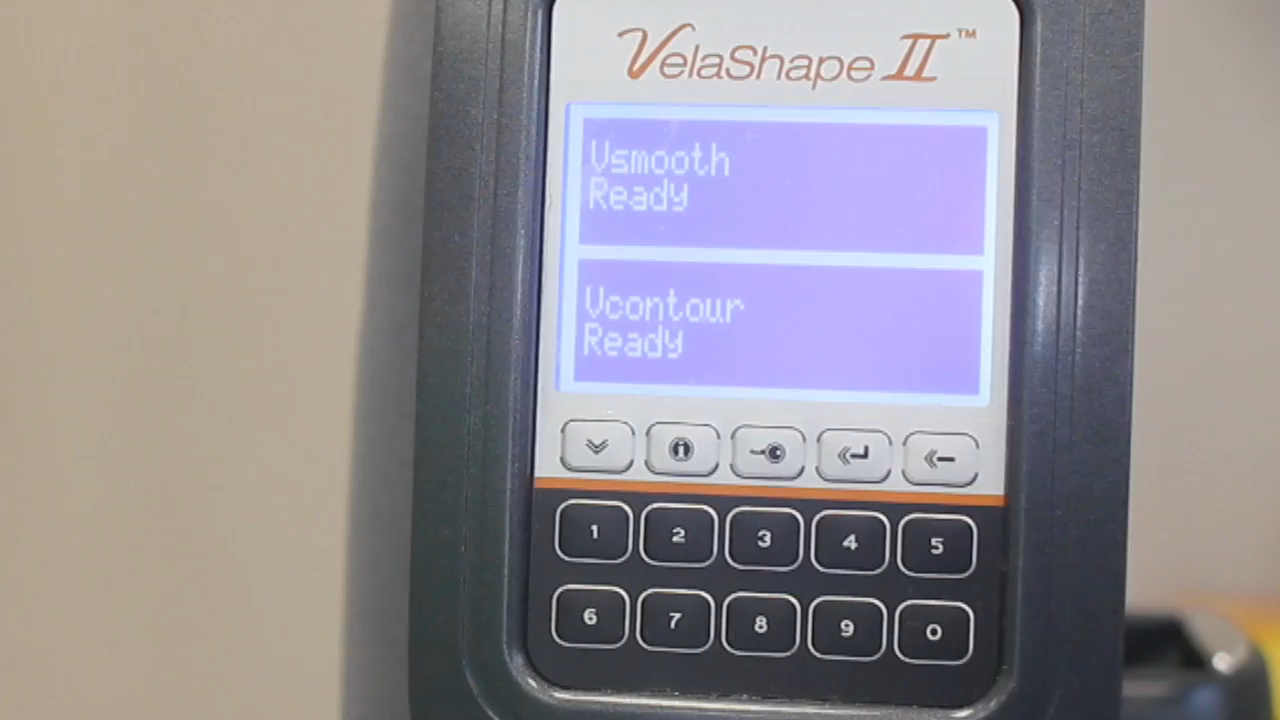 VelaShape II™
Vsmooth
Ready
Vcontour
Ready
1 2 3 4 5
6 7 8 9 0